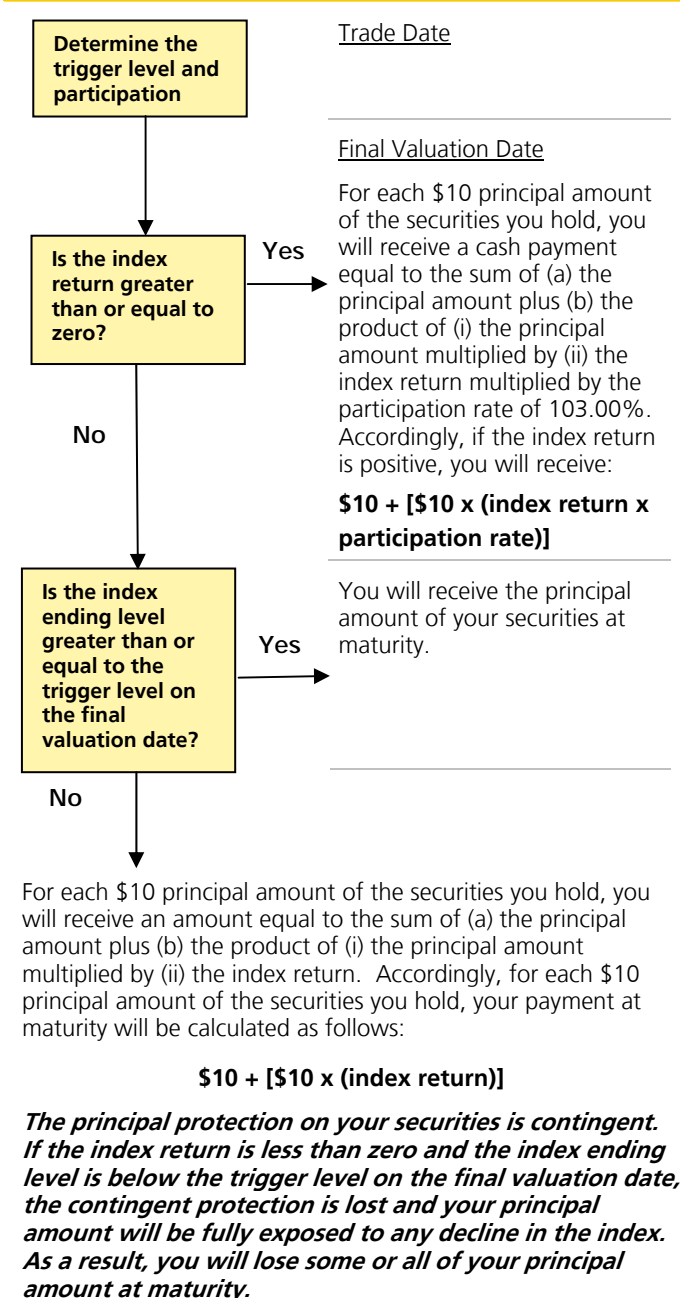 Determine the
trigger level and
participation
Trade Date
Final Valuation Date
For each $10 principal amount
of the securities you hold, you
will receive a cash payment
equal to the sum of (a) the
principal amount plus (b) the
product of (i) the principal
amount multiplied by (ii) the
index return multiplied by the
participation rate of 103.00%.
Accordingly, if the index return
is positive, you will receive:
$10 + [$10 x (index return x
participation rate)]
Is the index
return greater
than or equal to
zero?
Yes
No
Is the index
ending level
greater than or
equal to the
trigger level on
the final
valuation date?
Yes
You will receive the principal
amount of your securities at
maturity.
No
For each $10 principal amount of the securities you hold, you
will receive an amount equal to the sum of (a) the principal
amount plus (b) the product of (i) the principal amount
multiplied by (ii) the index return. Accordingly, for each $10
principal amount of the securities you hold, your payment at
maturity will be calculated as follows:
$10 + [$10 x (index return)]
The principal protection on your securities is contingent.
If the index return is less than zero and the index ending
level is below the trigger level on the final valuation date,
the contingent protection is lost and your principal
amount will be fully exposed to any decline in the index.
As a result, you will lose some or all of your principal
amount at maturity.